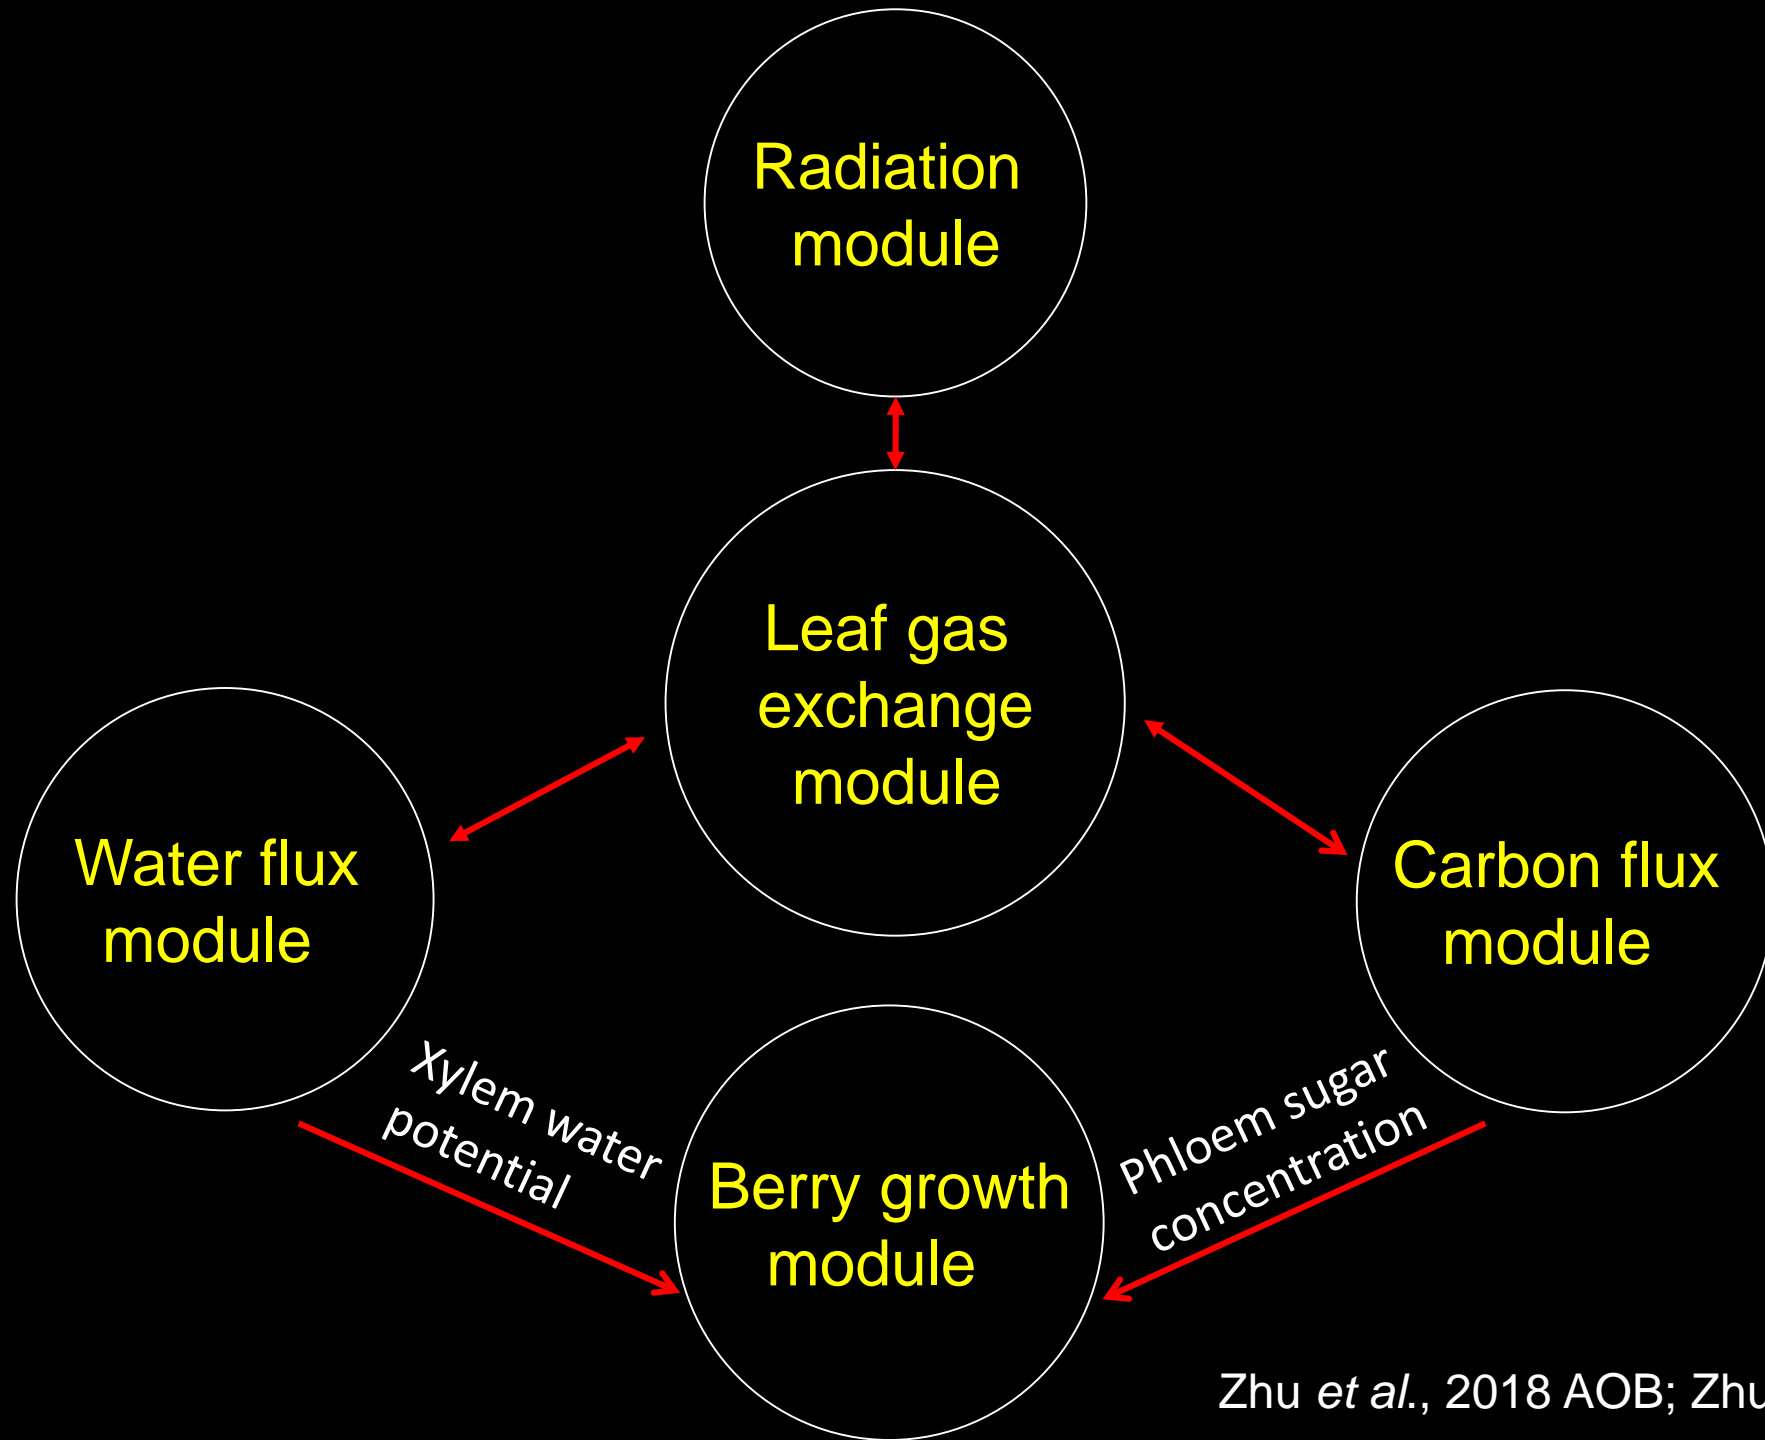 Radiation
module
Leaf gas
exchange
module
Water flux
module
Carbon flux
module
Xylem water
potential
Phloem sugar
concentration
Berry growth
module
Zhu et al., 2018 AOB; Zhu